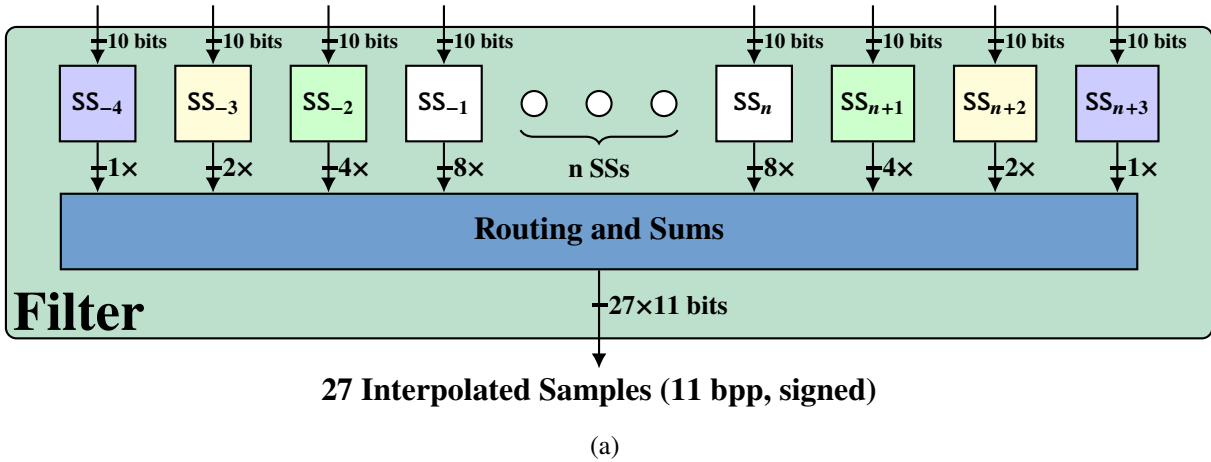 10 bits 10 bits 10 bits 10 bits 10 bits 10 bits 10 bits 10 bits
SS₋₄ SS₋₃ SS₋₂ SS₋₁ SSₙ SSₙ₊₁ SSₙ₊₂ SSₙ₊₃
1× 2× 4× 8× n SSs 8× 4× 2× 1×
Routing and Sums
27×11 bits
Filter
27 Interpolated Samples (11 bpp, signed)
(a)